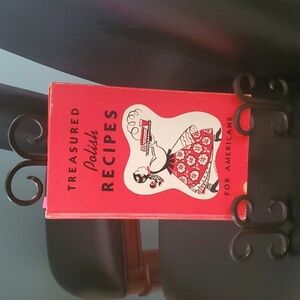 TREASURED
Polish
RECIPES
FOR AMERICANS